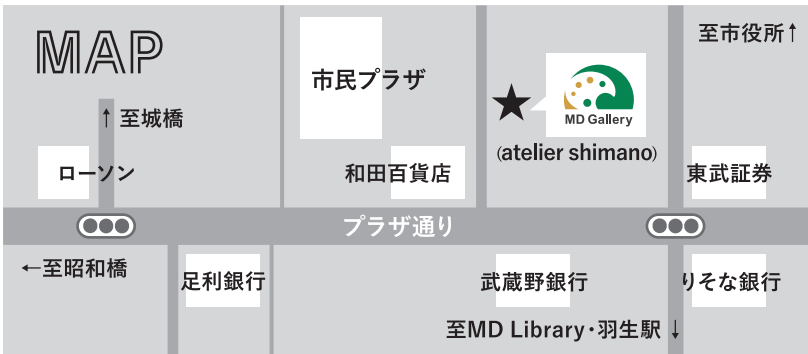 MAP
至市役所↑
市民プラザ
MD Gallery
↑至城橋
(atelier shimano)
ローソン
和田百貨店
東武証券
プラザ通り
←至昭和橋
足利銀行
武蔵野銀行
りそな銀行
至MD Library・羽生駅↓